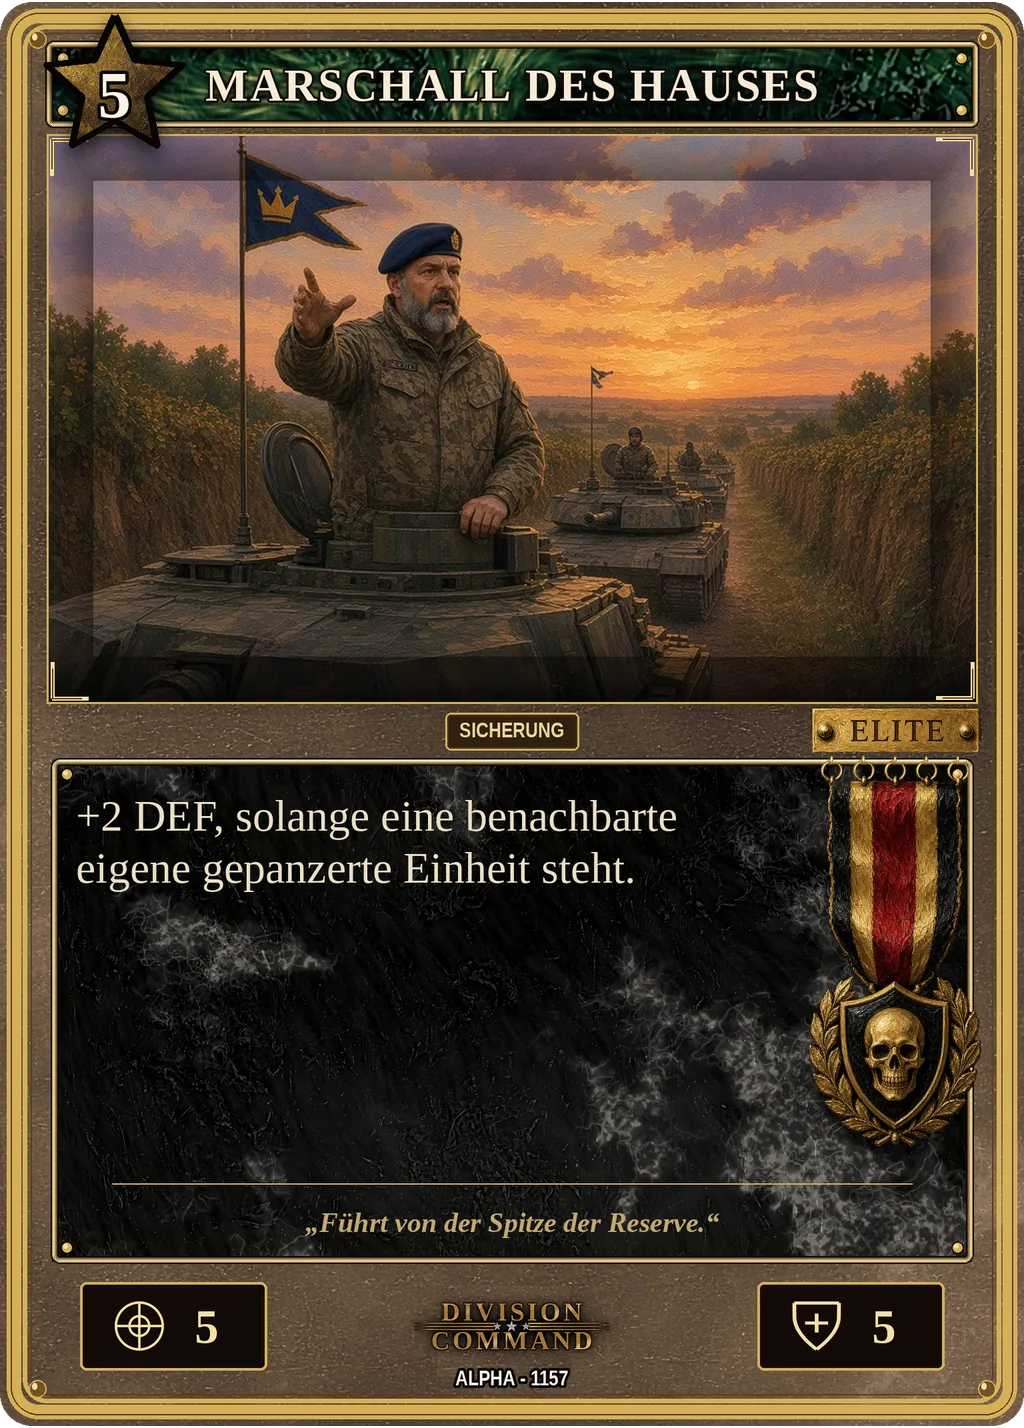 5
MARSCHALL DES HAUSES
SICHERUNG
ELITE
+2 DEF, solange eine benachbarte
eigene gepanzerte Einheit steht.
„Führt von der Spitze der Reserve.“
5
DIVISION
COMMAND
ALPHA - 1157
5